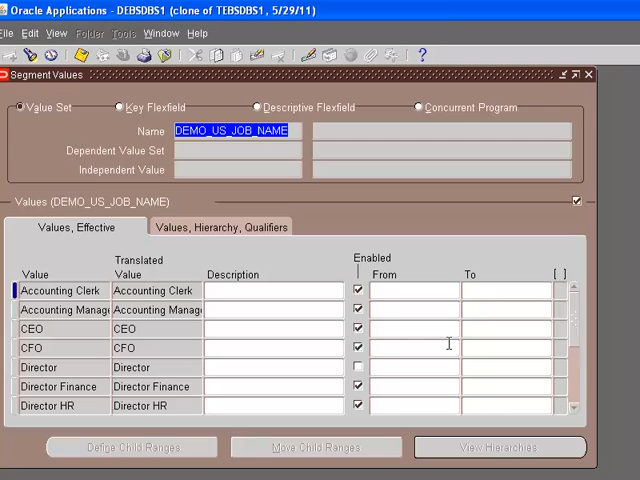 Oracle Applications - DEBSDBS1 (clone of TEBSDBS1, 5/29/11)
Edit View Folder Tools Window Help
Segment Values
Value Set Key Flexfield Descriptive Flexfield Concurrent Program
Name DEMO_US_JOB_NAME
Dependent Value Set
Independent Value
Values (DEMO_US_JOB_NAME)
Values, Effective Values, Hierarchy, Qualifiers
Translated Enabled
Value Value Description From To [ ]
Accounting Clerk Accounting Clerk
Accounting Manag Accounting Manag
CEO CEO
CFO CFO
Director Director
Director Finance Director Finance
Director HR Director HR
Define Child Ranges Move Child Ranges View Hierarchies